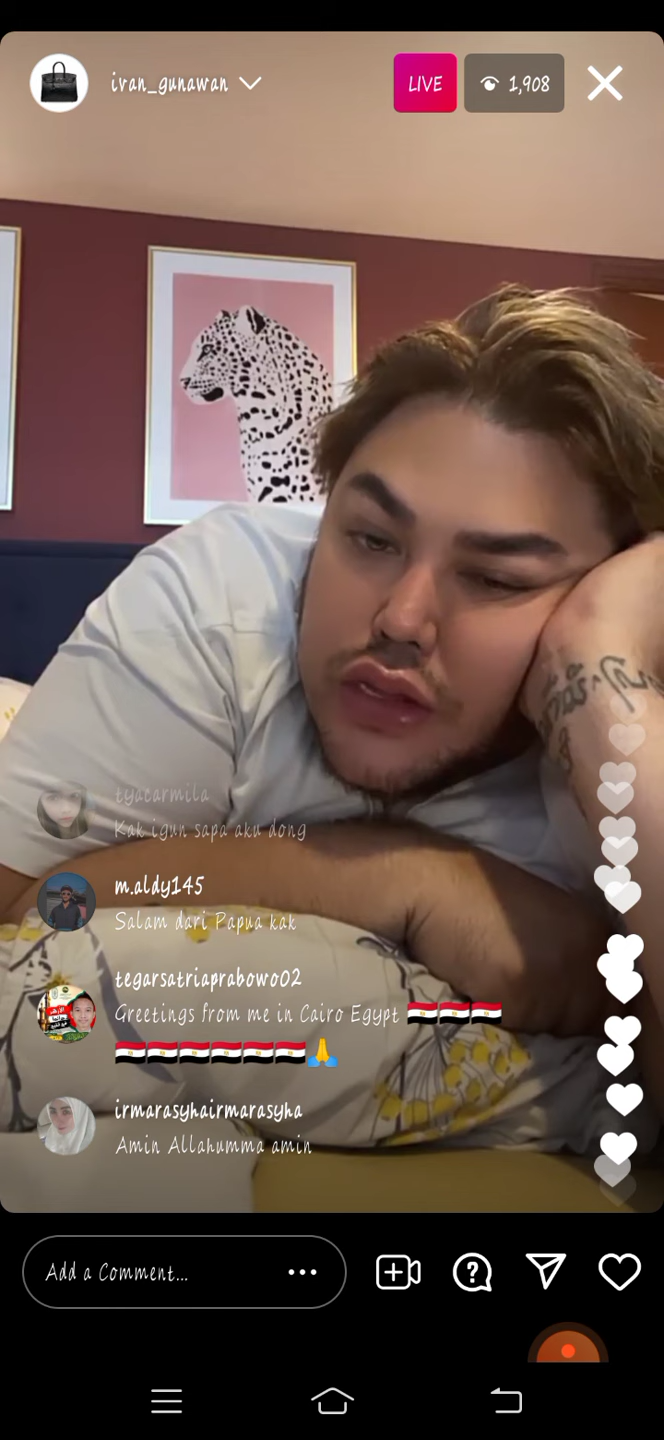 ivan_gunawan
LIVE
1,908
tyacarmila
Kak igun sapa aku dong
m.aldy145
Salam dari Papua kak
tegarsatriaprabowo02
Greetings from me in Cairo Egypt 🇪🇬🇪🇬🇪🇬
🇪🇬🇪🇬🇪🇬🇪🇬🇪🇬🇪🇬🙏
irmarasyhairmarasyha
Amin Allahumma amin
Add a Comment...